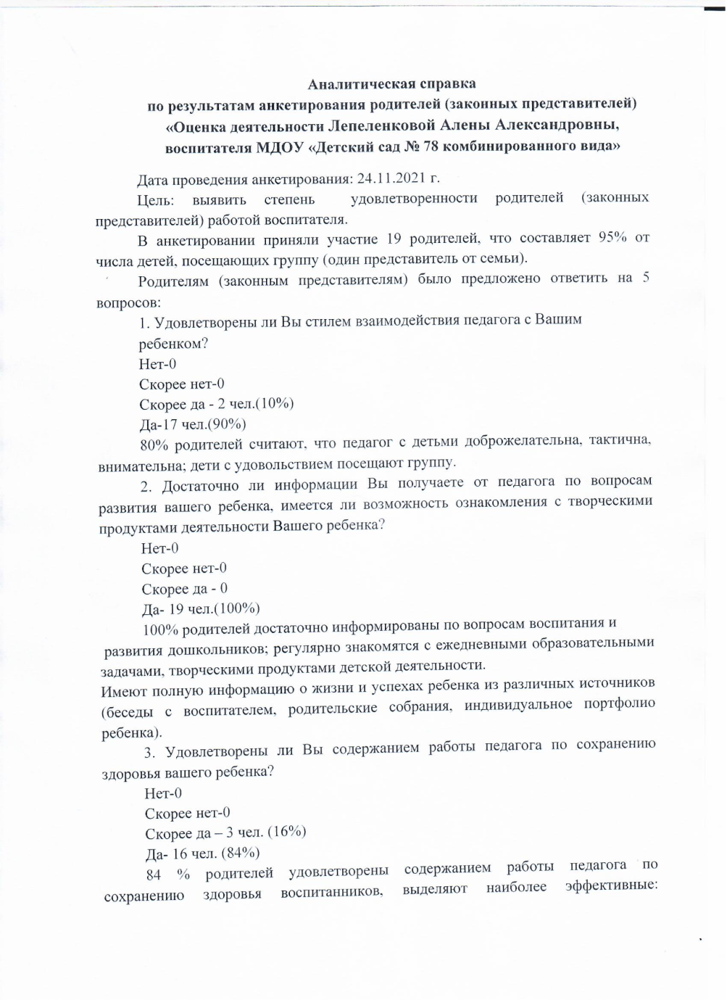 Аналитическая справка
по результатам анкетирования родителей (законных представителей)
«Оценка деятельности Лепеленковой Алены Александровны,
воспитателя МДОУ «Детский сад № 78 комбинированного вида»
Дата проведения анкетирования: 24.11.2021 г.
Цель: выявить степень удовлетворенности родителей (законных
представителей) работой воспитателя.
В анкетировании приняли участие 19 родителей, что составляет 95% от
числа детей, посещающих группу (один представитель от семьи).
Родителям (законным представителям) было предложено ответить на 5
вопросов:
1. Удовлетворены ли Вы стилем взаимодействия педагога с Вашим
ребенком?
Нет-0
Скорее нет-0
Скорее да - 2 чел.(10%)
Да-17 чел.(90%)
80% родителей считают, что педагог с детьми доброжелательна, тактична,
внимательна; дети с удовольствием посещают группу.
2. Достаточно ли информации Вы получаете от педагога по вопросам
развития вашего ребенка, имеется ли возможность ознакомления с творческими
продуктами деятельности Вашего ребенка?
Нет-0
Скорее нет-0
Скорее да - 0
Да- 19 чел.(100%)
100% родителей достаточно информированы по вопросам воспитания и
развития дошкольников; регулярно знакомятся с ежедневными образовательными
задачами, творческими продуктами детской деятельности.
Имеют полную информацию о жизни и успехах ребенка из различных источников
(беседы с воспитателем, родительские собрания, индивидуальное портфолио
ребенка).
3. Удовлетворены ли Вы содержанием работы педагога по сохранению
здоровья вашего ребенка?
Нет-0
Скорее нет-0
Скорее да – 3 чел. (16%)
Да- 16 чел. (84%)
84 % родителей удовлетворены содержанием работы педагога по
сохранению здоровья воспитанников, выделяют наиболее эффективные: